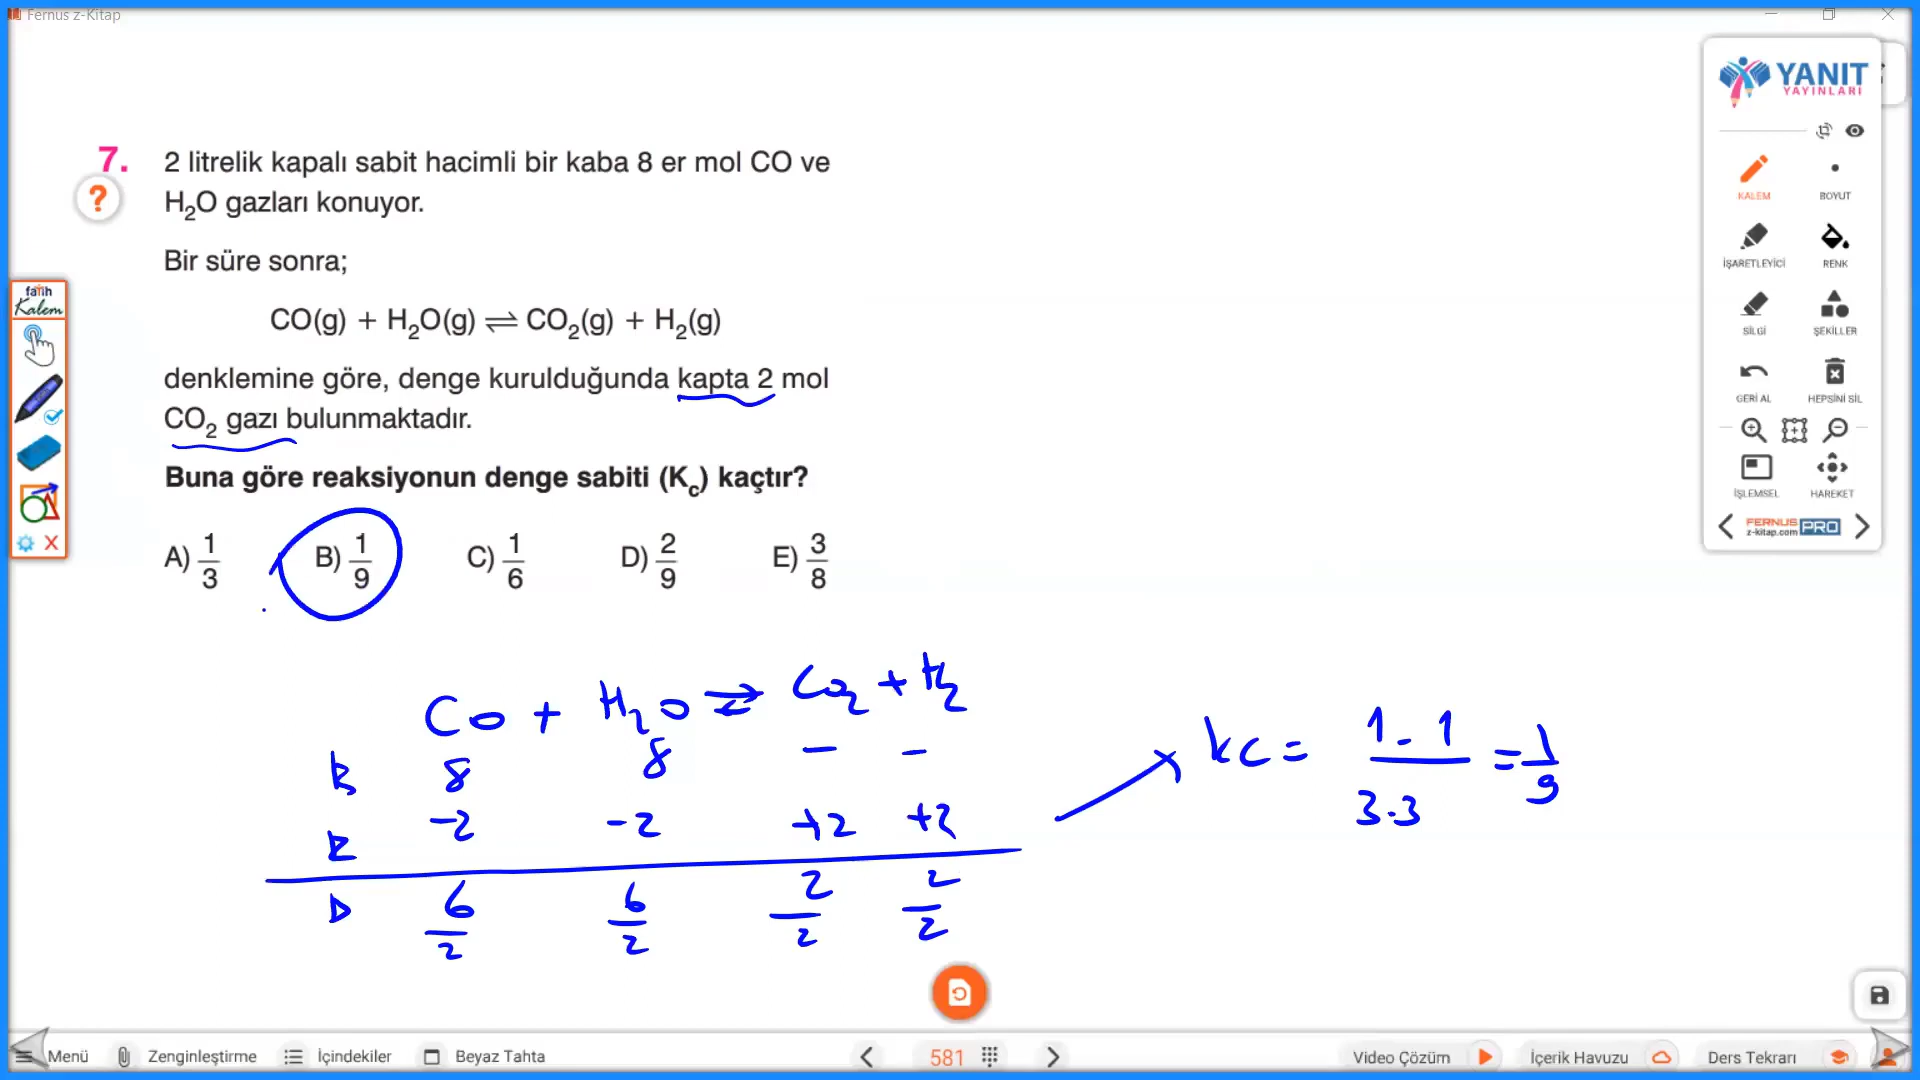 Fernus z-Kitap
YANIT
YAYINLARI
7. 2 litrelik kapalı sabit hacimli bir kaba 8 er mol CO ve
H₂O gazları konuyor.
?
Bir süre sonra;
CO(g) + H₂O(g) ⇌ CO₂(g) + H₂(g)
denklemine göre, denge kurulduğunda kapta 2 mol
CO₂ gazı bulunmaktadır.
Buna göre reaksiyonun denge sabiti (K_c) kaçtır?
A) 1/3 B) 1/9 C) 1/6 D) 2/9 E) 3/8
CO + H₂O ⇌ CO₂ + H₂
B 8 8 – –
R -2 -2 +2 +2
D 6/2 6/2 2/2 2/2
kc = 1.1 / 3.3 = 1/9
fatih
Kalem
KALEM BOYUT
İŞARETLEYİCİ RENK
SİLGİ ŞEKİLLER
GERİ AL HEPSİNİ SİL
İŞLEMSEL HAREKET
FERNUS PRO
z-kitap.com
Menü Zenginleştirme İçindekiler Beyaz Tahta 581 Video Çözüm İçerik Havuzu Ders Tekrarı